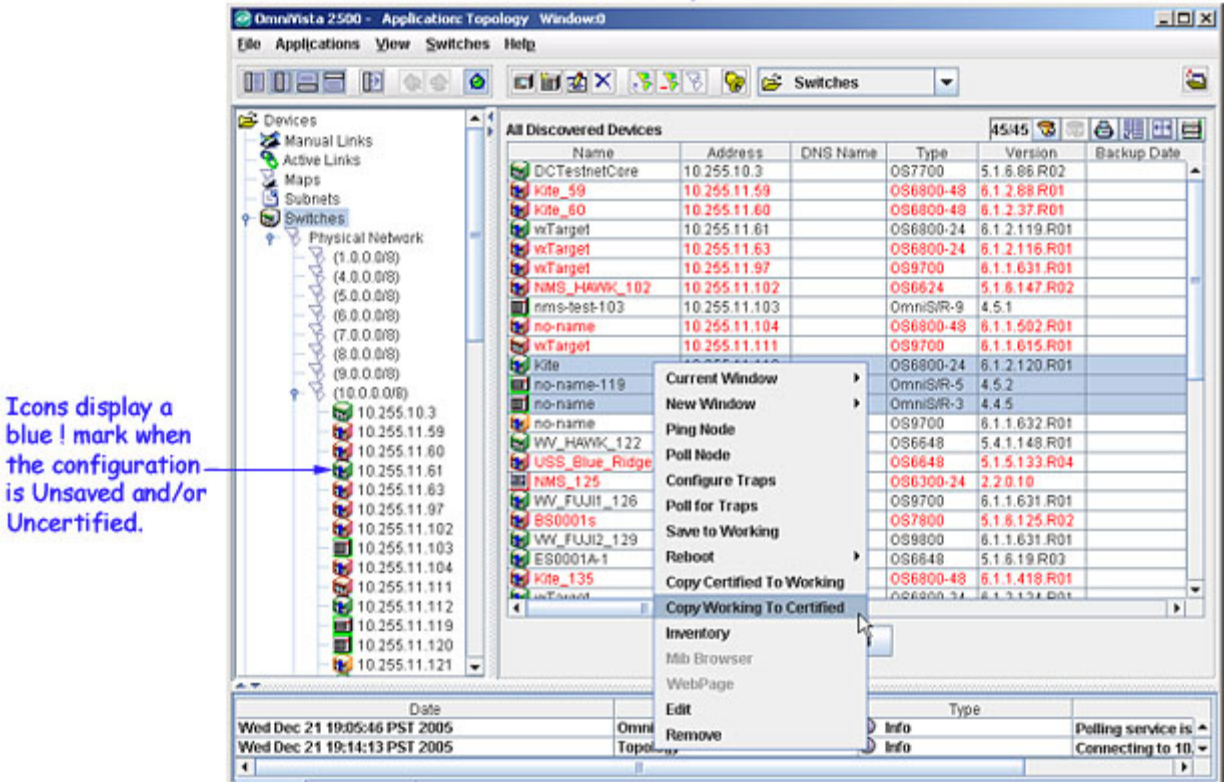 OmniVista 2500 - Application: Topology Window:0
File Applications View Switches Help
Switches
Devices
Manual Links
Active Links
Maps
Subnets
Switches
Physical Network
(1.0.0.0/8)
(4.0.0.0/8)
(5.0.0.0/8)
(6.0.0.0/8)
(7.0.0.0/8)
(8.0.0.0/8)
(9.0.0.0/8)
(10.0.0.0/8)
10.255.10.3
10.255.11.59
10.255.11.60
10.255.11.61
10.255.11.63
10.255.11.97
10.255.11.102
10.255.11.103
10.255.11.104
10.255.11.111
10.255.11.112
10.255.11.119
10.255.11.120
10.255.11.121
Icons display a
blue ! mark when
the configuration
is Unsaved and/or
Uncertified.
All Discovered Devices 45/45
Name Address DNS Name Type Version Backup Date
DCTestnetCore 10.255.10.3 OS7700 5.1.6.86.R02
Kite_59 10.255.11.59 OS6800-48 6.1.2.88.R01
Kite_60 10.255.11.60 OS6800-48 6.1.2.37.R01
vxTarget 10.255.11.61 OS6800-24 6.1.2.119.R01
vxTarget 10.255.11.63 OS6800-24 6.1.2.116.R01
vxTarget 10.255.11.97 OS9700 6.1.1.631.R01
NMS_HAWK_102 10.255.11.102 OS6624 5.1.6.147.R02
nms-test-103 10.255.11.103 OmniS/R-9 4.5.1
no-name 10.255.11.104 OS6800-48 6.1.1.502.R01
vxTarget 10.255.11.111 OS9700 6.1.1.615.R01
Kite OS6800-24 6.1.2.120.R01
no-name-119 OmniS/R-5 4.5.2
no-name OmniS/R-3 4.4.5
no-name OS9700 6.1.1.632.R01
WV_HAWK_122 OS6648 5.4.1.148.R01
USS_Blue_Ridge OS6648 5.1.5.133.R04
NMS_125 OS6300-24 2.2.0.10
WV_FUJI1_126 OS9700 6.1.1.631.R01
BS0001s OS7800 5.1.6.125.R02
VW_FUJI2_129 OS9800 6.1.1.631.R01
ES0001A-1 OS6648 5.1.6.19.R03
Kite_135 OS6800-48 6.1.1.418.R01
vxTarget OS6800-24 6.1.2.124.R01
Current Window
New Window
Ping Node
Poll Node
Configure Traps
Poll for Traps
Save to Working
Reboot
Copy Certified To Working
Copy Working To Certified
Inventory
Mib Browser
WebPage
Edit
Remove
Date Type
Wed Dec 21 19:05:46 PST 2005 Omni Info Polling service is
Wed Dec 21 19:14:13 PST 2005 Topology Info Connecting to 10.